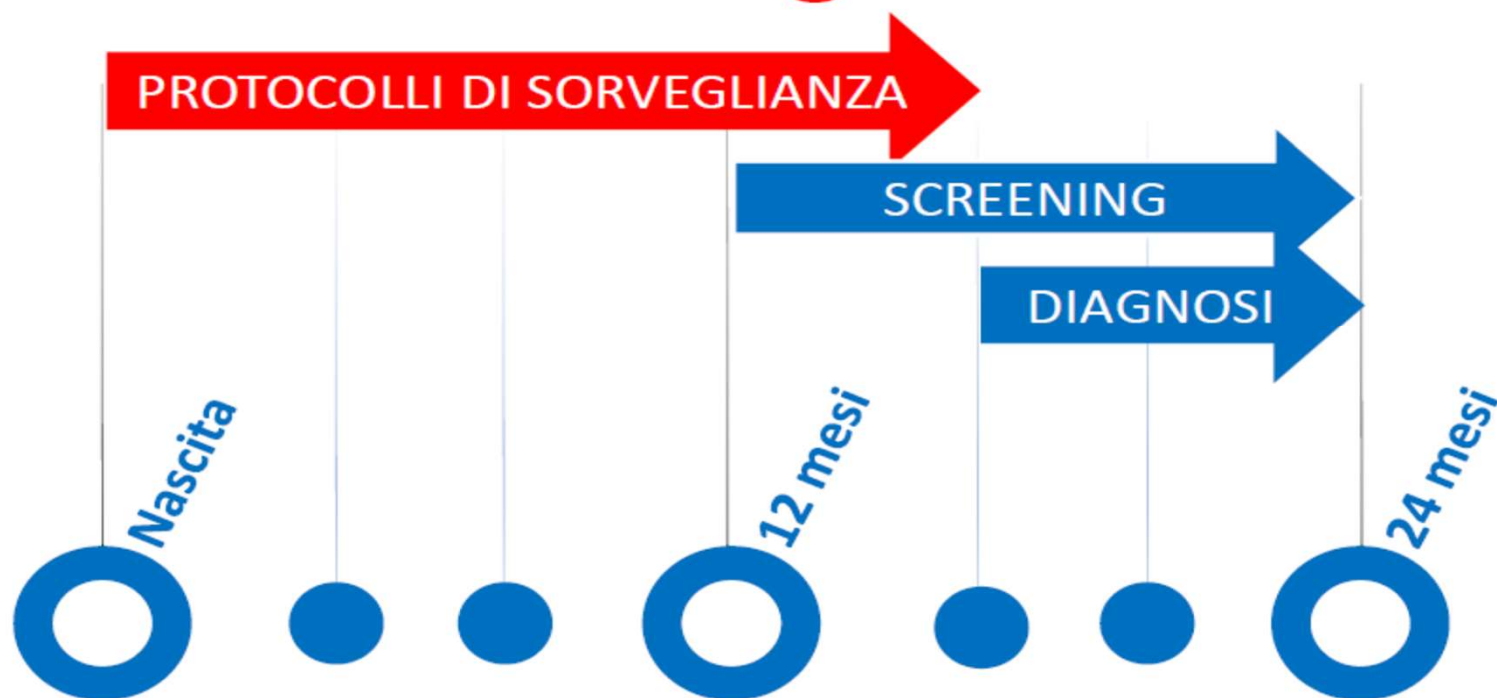 PROTOCOLLI DI SORVEGLIANZA
SCREENING
DIAGNOSI
Nascita
12 mesi
24 mesi